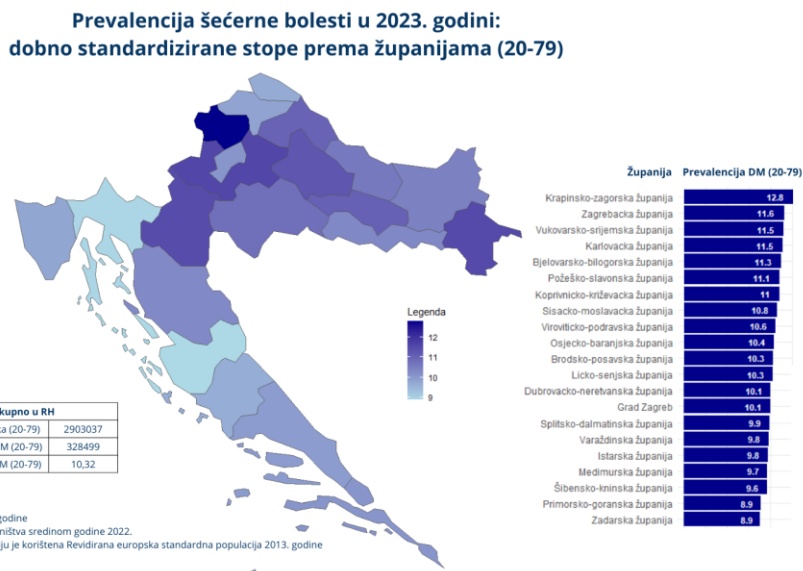 Prevalencija šećerne bolesti u 2023. godini:
dobno standardizirane stope prema županijama (20-79)
Županija Prevalencija DM (20-79)
Krapinsko-zagorska županija 12.8
Zagrebacka županija 11.6
Vukovarsko-srijemska županija 11.5
Karlovacka županija 11.5
Bjelovarsko-bilogorska županija 11.3
Požeško-slavonska županija 11.1
Koprivnicko-križevacka županija 11
Sisacko-moslavacka županija 10.8
Viroviticko-podravska županija 10.6
Osjecko-baranjska županija 10.4
Brodsko-posavska županija 10.3
Licko-senjska županija 10.3
Dubrovacko-neretvanska županija 10.1
Grad Zagreb 10.1
Splitsko-dalmatinska županija 9.9
Varaždinska županija 9.8
Istarska županija 9.8
Medimurska županija 9.7
Šibensko-kninska županija 9.6
Primorsko-goranska županija 8.9
Zadarska županija 8.9
Legenda
12
11
10
9
kupno u RH
ka (20-79) 2903037
DM (20-79) 328499
DM (20-79) 10,32
godine
ništva sredinom godine 2022.
ju je korištena Revidirana europska standardna populacija 2013. godine